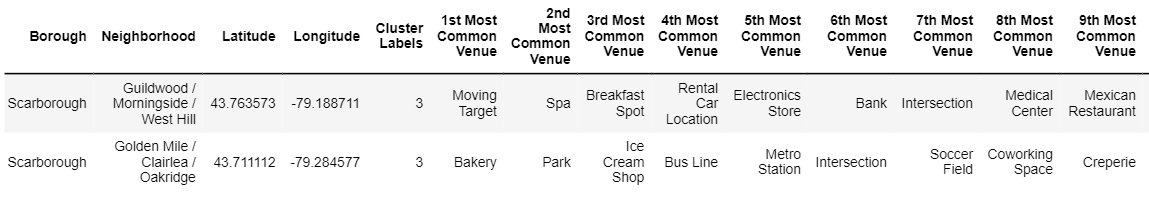 Borough Neighborhood Latitude Longitude Cluster Labels 1st Most Common Venue 2nd Most Common Venue 3rd Most Common Venue 4th Most Common Venue 5th Most Common Venue 6th Most Common Venue 7th Most Common Venue 8th Most Common Venue 9th Most Common Venue
Scarborough Guildwood / Morningside / West Hill 43.763573 -79.188711 3 Moving Target Spa Breakfast Spot Rental Car Location Electronics Store Bank Intersection Medical Center Mexican Restaurant
Scarborough Golden Mile / Clairlea / Oakridge 43.711112 -79.284577 3 Bakery Park Ice Cream Shop Bus Line Metro Station Intersection Soccer Field Coworking Space Creperie